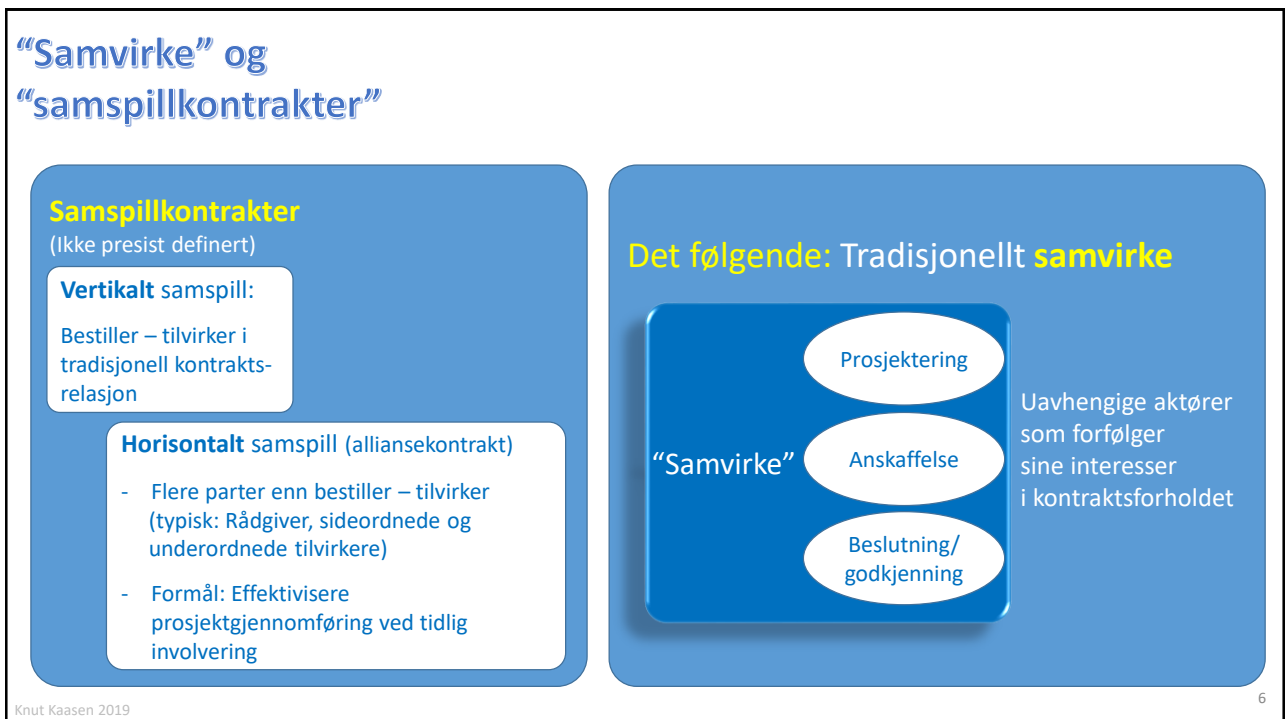 “Samvirke” og
“samspillkontrakter”
Samspillkontrakter
(Ikke presist definert)
Vertikalt samspill:
Bestiller – tilvirker i
tradisjonell kontrakts-
relasjon
Horisontalt samspill (alliansekontrakt)
- Flere parter enn bestiller – tilvirker
(typisk: Rådgiver, sideordnede og
underordnede tilvirkere)
- Formål: Effektivisere
prosjektgjennomføring ved tidlig
involvering
Det følgende: Tradisjonellt samvirke
“Samvirke”
Prosjektering
Anskaffelse
Beslutning/
godkjenning
Uavhengige aktører
som forfølger
sine interesser
i kontraktsforholdet
Knut Kaasen 2019
6